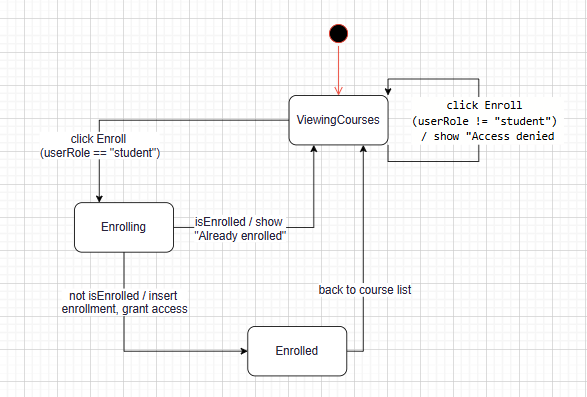 ViewingCourses
click Enroll
(userRole != "student")
/ show "Access denied
click Enroll
(userRole == "student")
Enrolling
isEnrolled / show
"Already enrolled"
not isEnrolled / insert
enrollment, grant access
back to course list
Enrolled